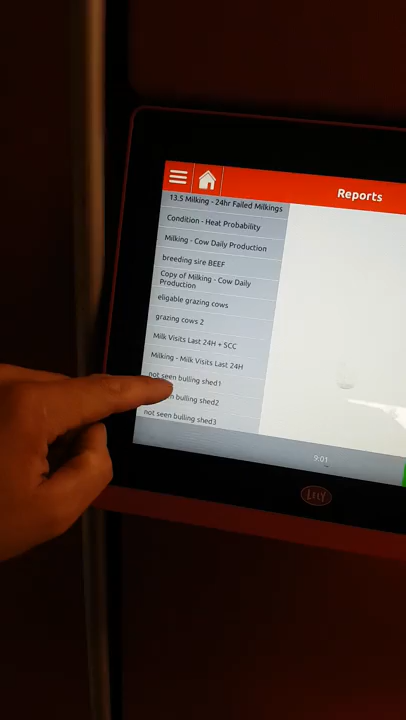 Reports
13.5 Milking - 24hr Failed Milkings
Condition - Heat Probability
Milking - Cow Daily Production
breeding sire BEEF
Copy of Milking - Cow Daily
Production
eligable grazing cows
grazing cows 2
Milk Visits Last 24H + SCC
Milking - Milk Visits Last 24H
not seen bulling shed1
bulling shed2
not seen bulling shed3
9:01
Lely